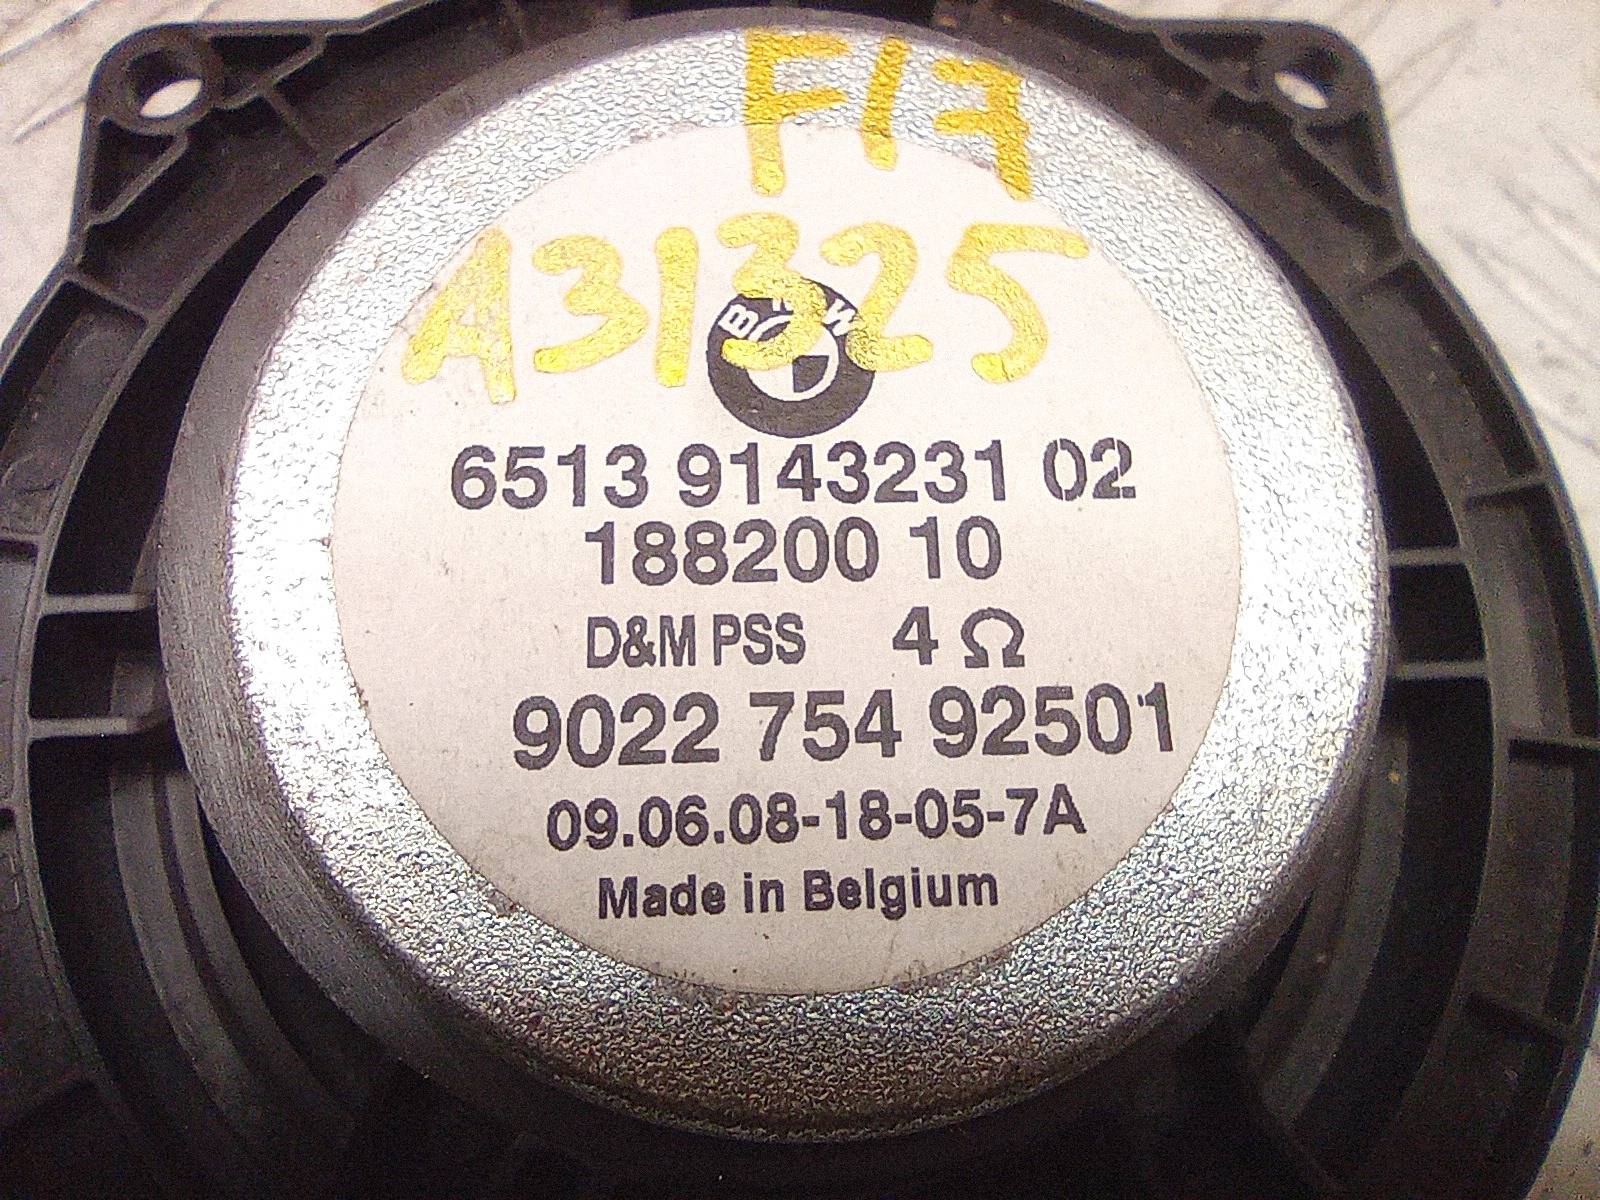 F17
A31325
BMW
6513 9143231 02
188200 10
D&M PSS 4 Ω
9022 754 92501
09.06.08-18-05-7A
Made in Belgium